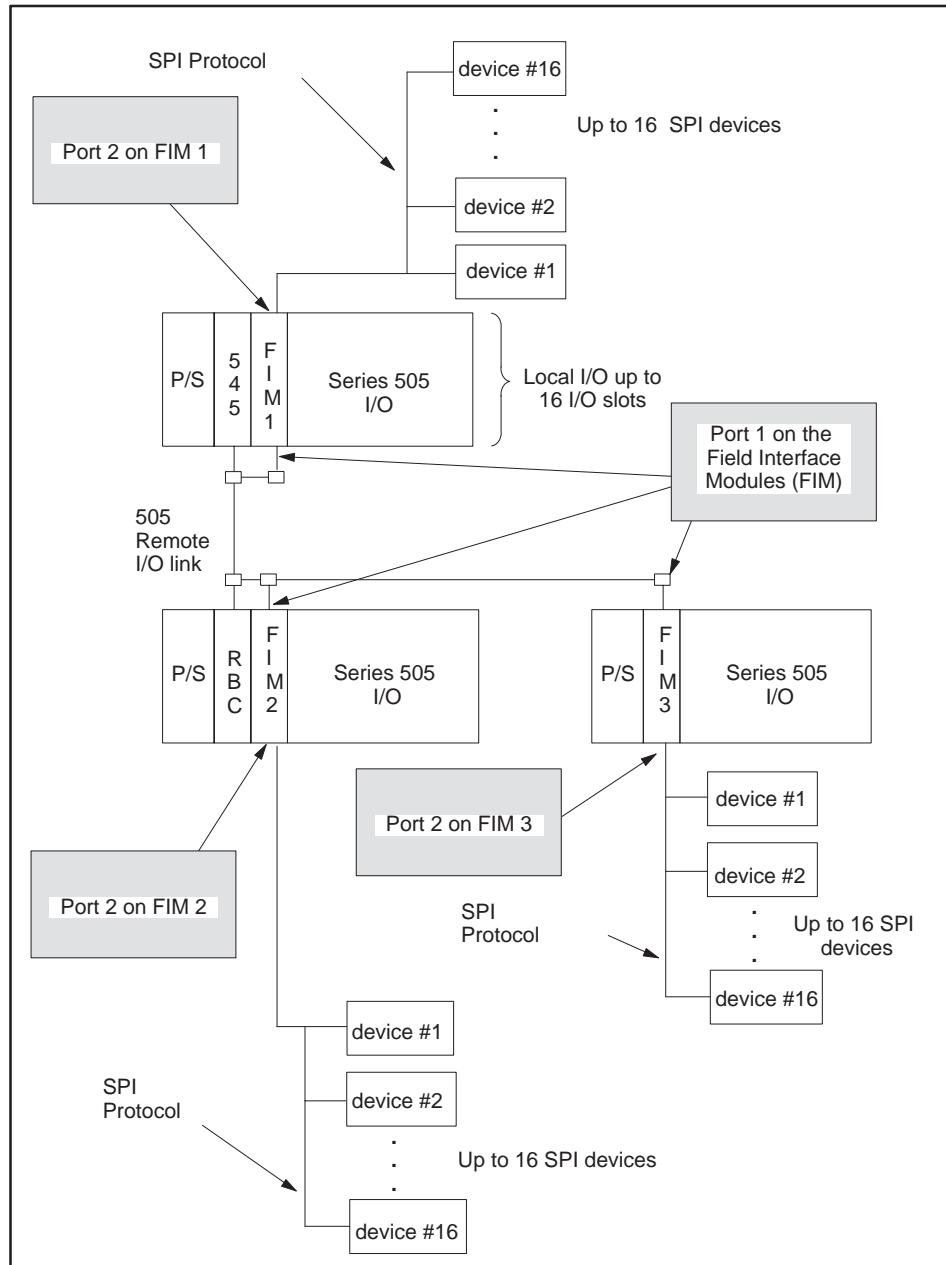 SPI Protocol
device #16
Up to 16 SPI devices
Port 2 on FIM 1
device #2
device #1
P/S
5
4
5
F
I
M
1
Series 505
I/O
Local I/O up to
16 I/O slots
Port 1 on the
Field Interface
Modules (FIM)
505
Remote
I/O link
P/S
R
B
C
F
I
M
2
Series 505
I/O
P/S
F
I
M
3
Series 505
I/O
device #1
Port 2 on FIM 3
device #2
Port 2 on FIM 2
SPI
Protocol
Up to 16 SPI
devices
device #16
device #1
SPI
Protocol
device #2
Up to 16 SPI devices
device #16